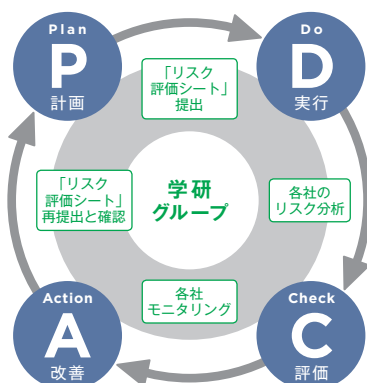 Plan
P
計画
Do
D
実行
「リスク
評価シート」
提出
「リスク
評価シート」
再提出と確認
学研
グループ
各社の
リスク分析
各社
モニタリング
Action
A
改善
Check
C
評価